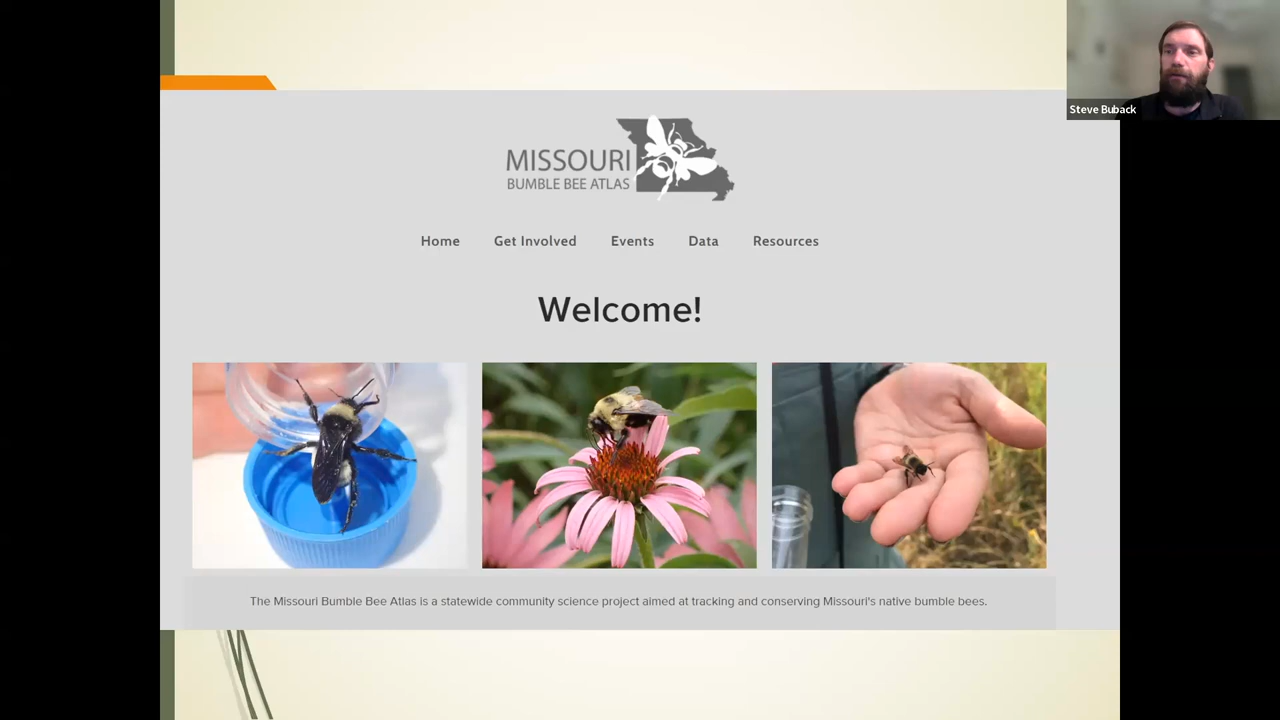 Steve Buback
MISSOURI
BUMBLE BEE ATLAS
Home Get Involved Events Data Resources
Welcome!
The Missouri Bumble Bee Atlas is a statewide community science project aimed at tracking and conserving Missouri's native bumble bees.